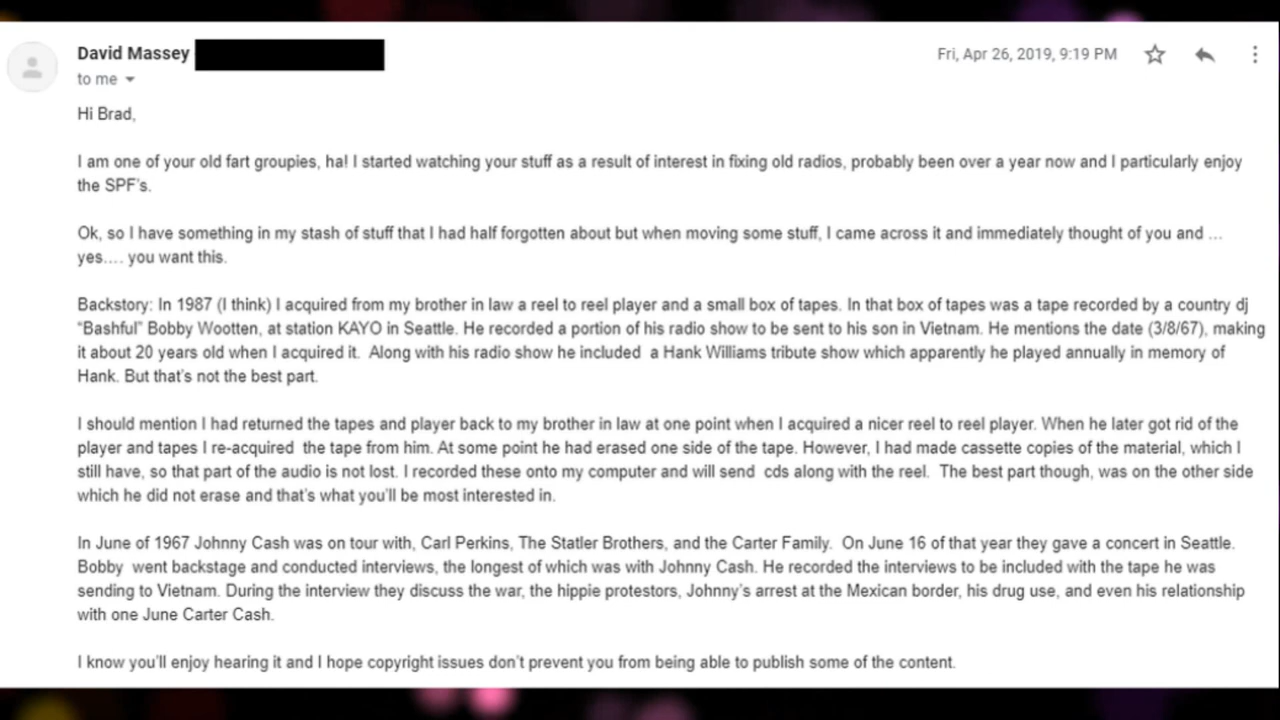 David Massey
Fri, Apr 26, 2019, 9:19 PM
to me
Hi Brad,
I am one of your old fart groupies, ha! I started watching your stuff as a result of interest in fixing old radios, probably been over a year now and I particularly enjoy
the SPF's.
Ok, so I have something in my stash of stuff that I had half forgotten about but when moving some stuff, I came across it and immediately thought of you and ...
yes.... you want this.
Backstory: In 1987 (I think) I acquired from my brother in law a reel to reel player and a small box of tapes. In that box of tapes was a tape recorded by a country dj
“Bashful” Bobby Wootten, at station KAYO in Seattle. He recorded a portion of his radio show to be sent to his son in Vietnam. He mentions the date (3/8/67), making
it about 20 years old when I acquired it. Along with his radio show he included a Hank Williams tribute show which apparently he played annually in memory of
Hank. But that's not the best part.
I should mention I had returned the tapes and player back to my brother in law at one point when I acquired a nicer reel to reel player. When he later got rid of the
player and tapes I re-acquired the tape from him. At some point he had erased one side of the tape. However, I had made cassette copies of the material, which I
still have, so that part of the audio is not lost. I recorded these onto my computer and will send cds along with the reel. The best part though, was on the other side
which he did not erase and that's what you'll be most interested in.
In June of 1967 Johnny Cash was on tour with, Carl Perkins, The Statler Brothers, and the Carter Family. On June 16 of that year they gave a concert in Seattle.
Bobby went backstage and conducted interviews, the longest of which was with Johnny Cash. He recorded the interviews to be included with the tape he was
sending to Vietnam. During the interview they discuss the war, the hippie protestors, Johnny's arrest at the Mexican border, his drug use, and even his relationship
with one June Carter Cash.
I know you'll enjoy hearing it and I hope copyright issues don't prevent you from being able to publish some of the content.